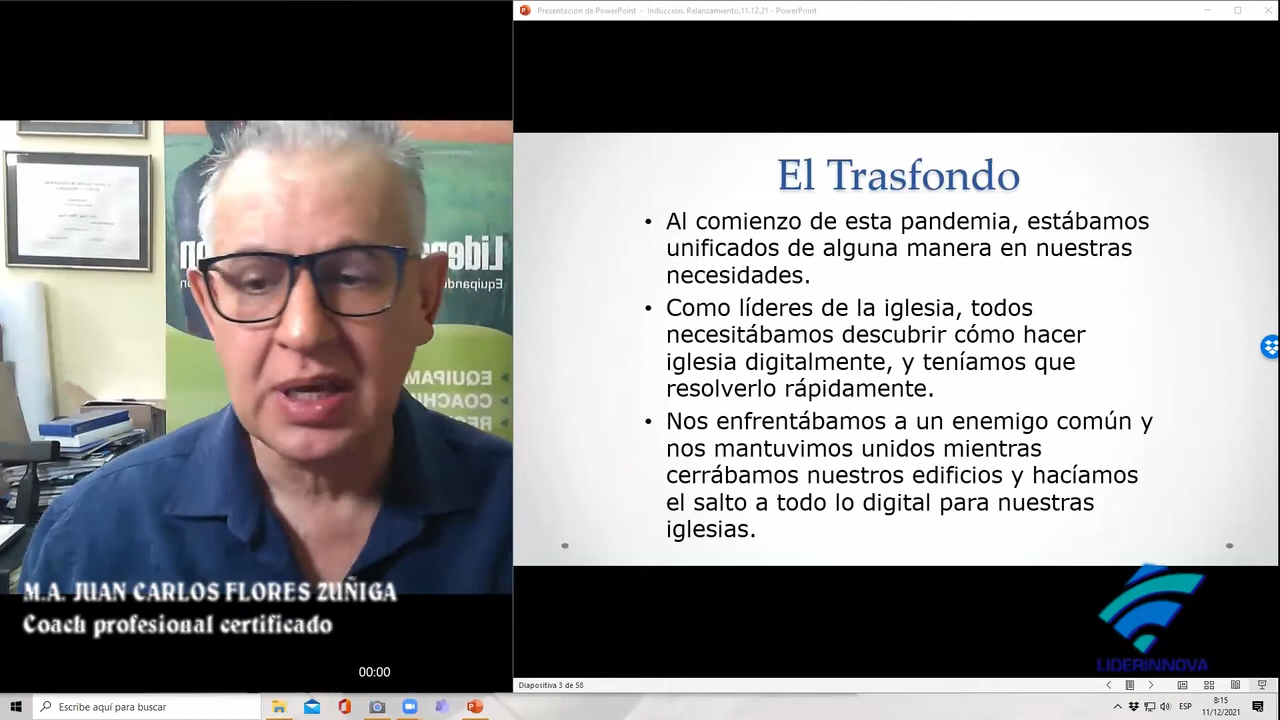 Presentación de PowerPoint - Induccion. Relansamiento.11.12.21 - PowerPoint
El Trasfondo
• Al comienzo de esta pandemia, estábamos
unificados de alguna manera en nuestras
necesidades.
• Como líderes de la iglesia, todos
necesitábamos descubrir cómo hacer
iglesia digitalmente, y teníamos que
resolverlo rápidamente.
• Nos enfrentábamos a un enemigo común y
nos mantuvimos unidos mientras
cerrábamos nuestros edificios y hacíamos
el salto a todo lo digital para nuestras
iglesias.
EQUIPAM
COACHI
M.A. JUAN CARLOS FLORES ZUÑIGA
Coach profesional certificado
00:00
LIDERINNOVA
Diapositiva 3 de 58
Escribe aquí para buscar
ESP
8:15
11/12/2021